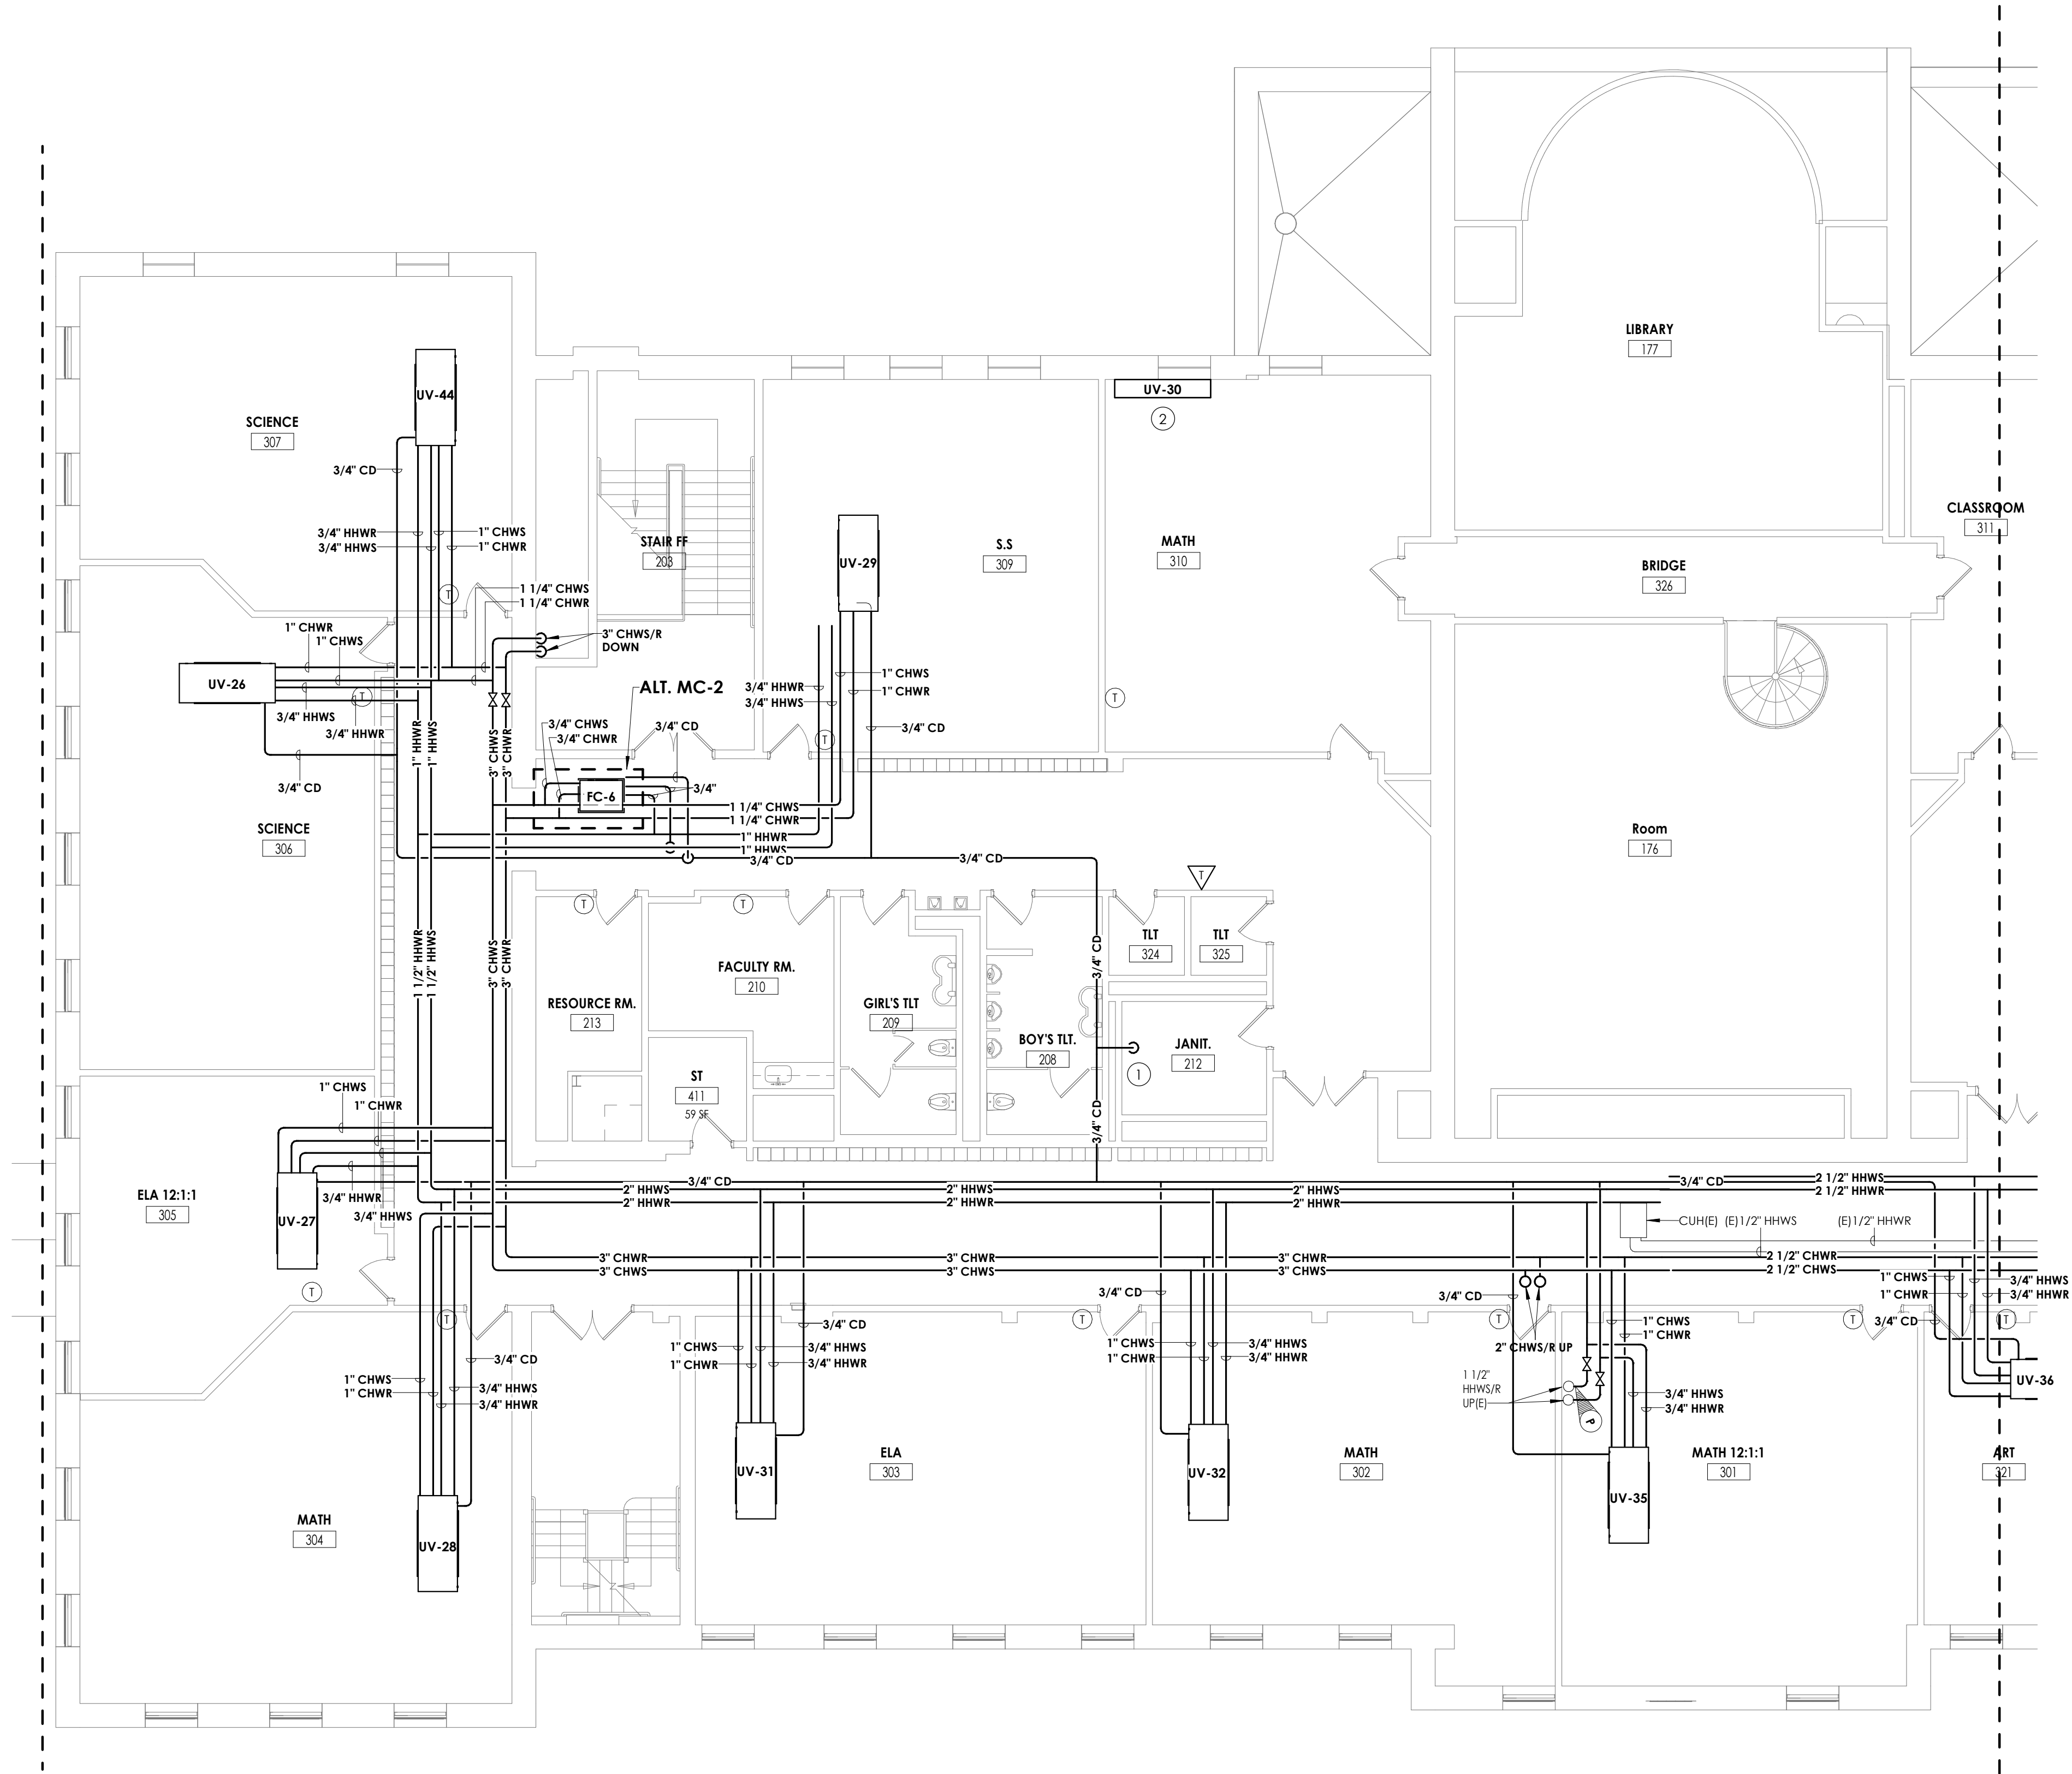 LIBRARY
177
UV-44
UV-30
2
SCIENCE
307
3/4" CD
CLASSROOM
311
3/4" HHWR
3/4" HHWS
1" CHWS
1" CHWR
STAIR FF
203
UV-29
S.S
309
MATH
310
BRIDGE
326
T
1 1/4" CHWS
1 1/4" CHWR
1" CHWR
1" CHWS
3" CHWS/R
DOWN
UV-26
T
3/4" HHWS
3/4" HHWR
ALT. MC-2
3/4" HHWR
3/4" HHWS
1" CHWS
1" CHWR
T
3/4" CD
3/4" CHWS
3/4" CHWR
3/4" CD
T
1" HHWR
1" HHWS
3" CHWS
3" CHWR
3/4" CD
FC-6
3/4"
1 1/4" CHWS
1 1/4" CHWR
1" HHWR
1" HHWS
3/4" CD
3/4" CD
SCIENCE
306
Room
176
T
T
T
1 1/2" HHWR
1 1/2" HHWS
3" CHWS
3" CHWR
3/4" CD
TLT
324
TLT
325
FACULTY RM.
210
RESOURCE RM.
213
GIRL'S TLT
209
BOY'S TLT.
208
JANIT.
212
1
ST
411
59 SF
3/4" CD
1" CHWS
1" CHWR
ELA 12:1:1
305
3/4" HHWR
3/4" HHWS
UV-27
3/4" CD
2" HHWS
2" HHWR
2" HHWS
2" HHWR
2" HHWS
2" HHWR
3/4" CD
2 1/2" HHWS
2 1/2" HHWR
CUH(E)
(E)1/2" HHWS
(E)1/2" HHWR
3" CHWR
3" CHWS
3" CHWR
3" CHWS
3" CHWR
3" CHWS
2 1/2" CHWR
2 1/2" CHWS
T
T
3/4" CD
1" CHWS
1" CHWR
3/4" HHWS
3/4" HHWR
UV-28
MATH
304
3/4" CD
1" CHWS
1" CHWR
3/4" HHWS
3/4" HHWR
UV-31
ELA
303
T
3/4" CD
1" CHWS
1" CHWR
3/4" HHWS
3/4" HHWR
UV-32
MATH
302
3/4" CD
T
2" CHWS/R UP
1 1/2"
HHWS/R
UP(E)
P
1" CHWS
1" CHWR
3/4" HHWS
3/4" HHWR
UV-35
MATH 12:1:1
301
T
1" CHWS
1" CHWR
3/4" CD
3/4" HHWS
3/4" HHWR
T
UV-36
ART
321